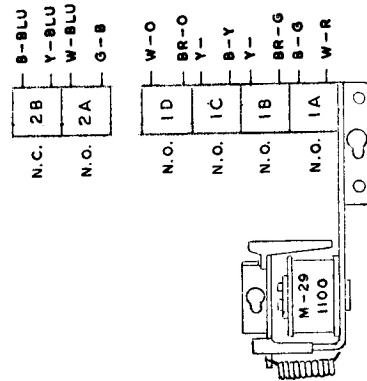 B-BLU
Y-BLU
W-BLU
G-B
W-O
BR-O
Y-
B-Y
Y-
BR-G
B-G
W-R
2B
2A
1D
1C
1B
1A
N.C.
N.O.
N.O.
N.O.
N.O.
N.O.
M-29
1100